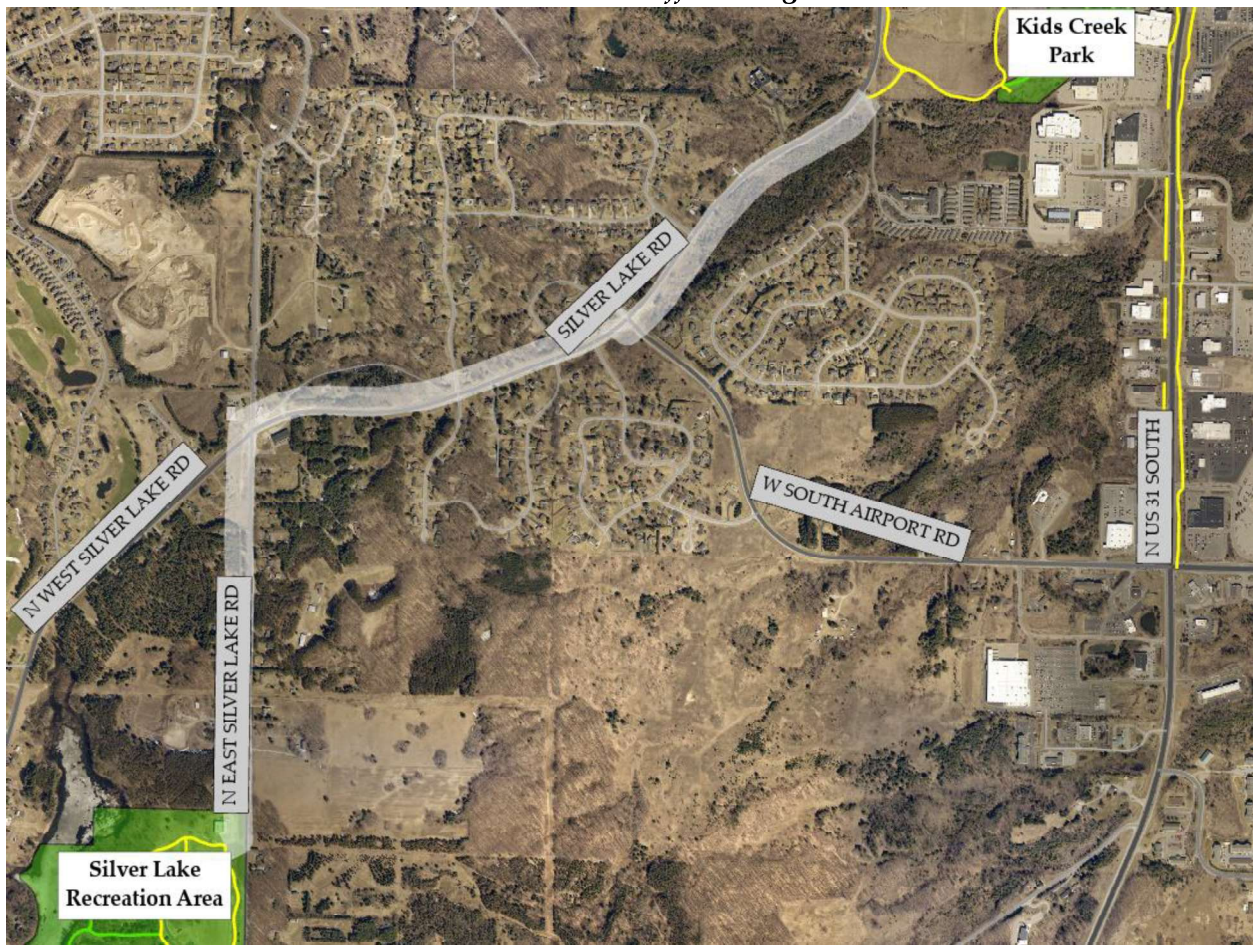 Kids Creek
Park
SILVER LAKE RD
N WEST SILVER LAKE RD
W SOUTH AIRPORT RD
N US 31 SOUTH
N EAST SILVER LAKE RD
Silver Lake
Recreation Area